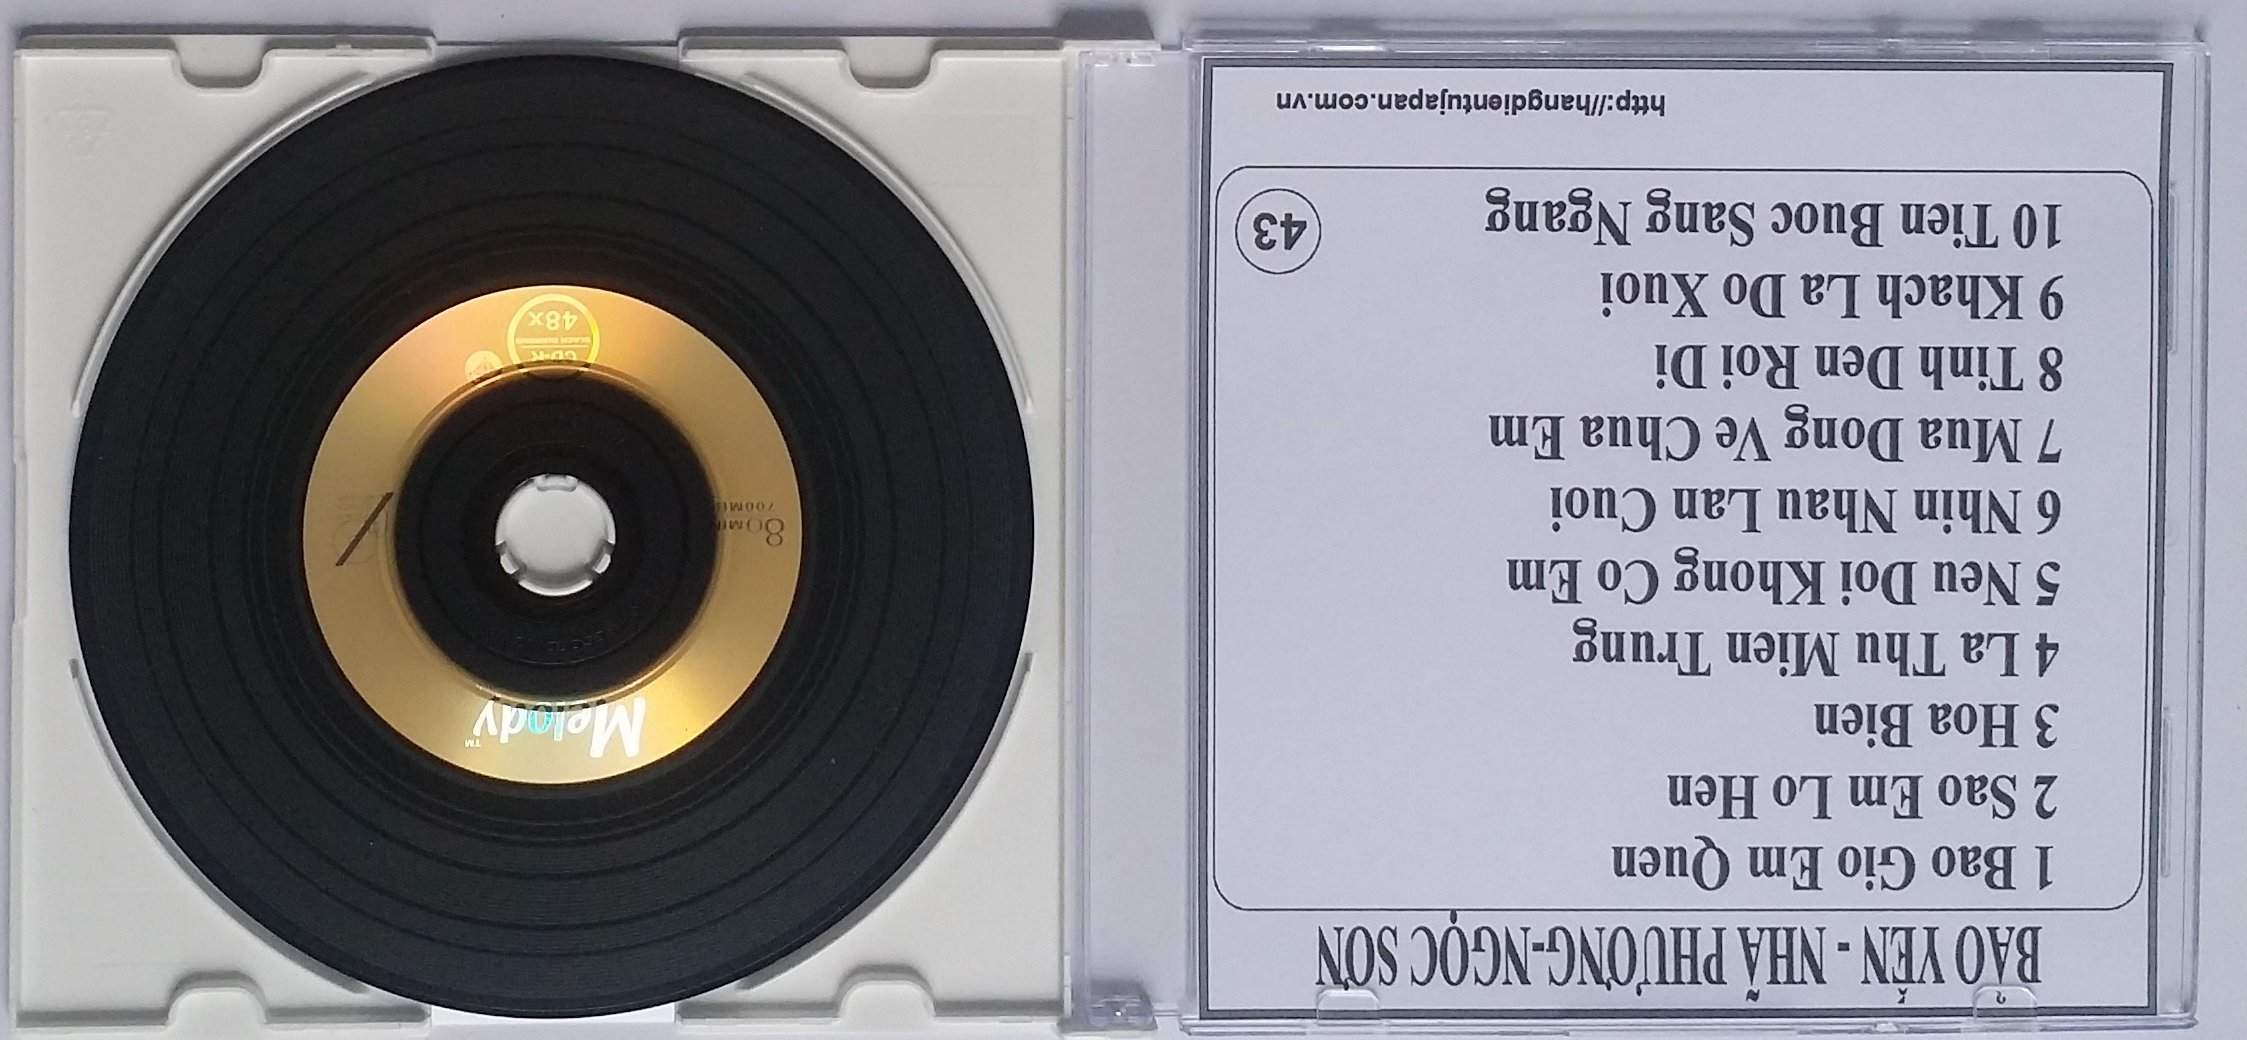 BẢO YẾN - NHÃ PHƯƠNG-NGỌC SƠN
1 Bao Gio Em Quen
2 Sao Em Lo Hen
3 Hoa Bien
4 La Thu Mien Trung
5 Neu Doi Khong Co Em
6 Nhin Nhau Lan Cuoi
7 Mua Dong Ve Chua Em
8 Tinh Den Roi Di
9 Khach La Do Xuoi
10 Tien Buoc Sang Ngang
43
http://hangdientujapan.com.vn
Melody™
80MIN
700MB
CD-R
48x